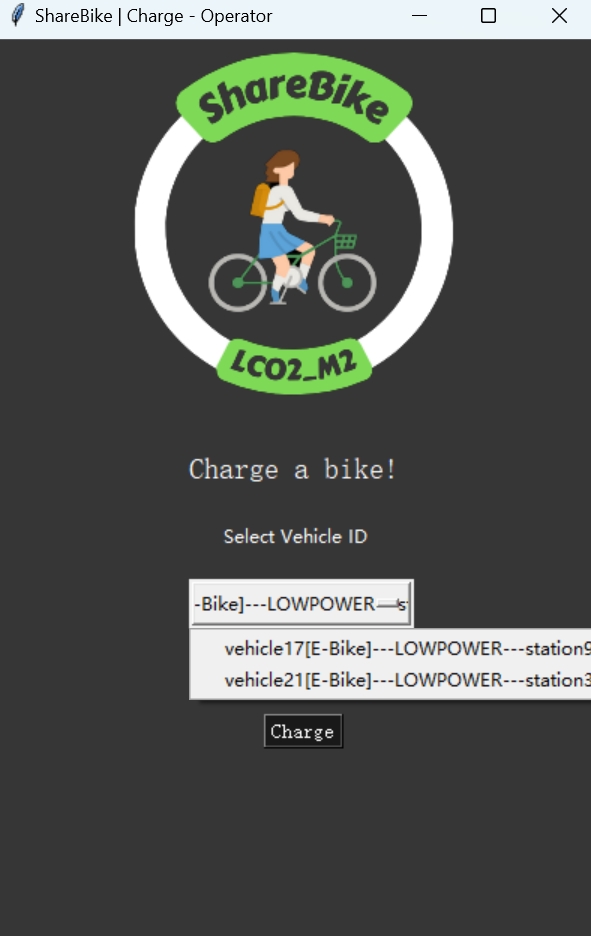 ShareBike | Charge - Operator
ShareBike
LCO2_M2
Charge a bike!
Select Vehicle ID
-Bike]---LOWPOWER---s
vehicle17[E-Bike]---LOWPOWER---station9
vehicle21[E-Bike]---LOWPOWER---station3
Charge